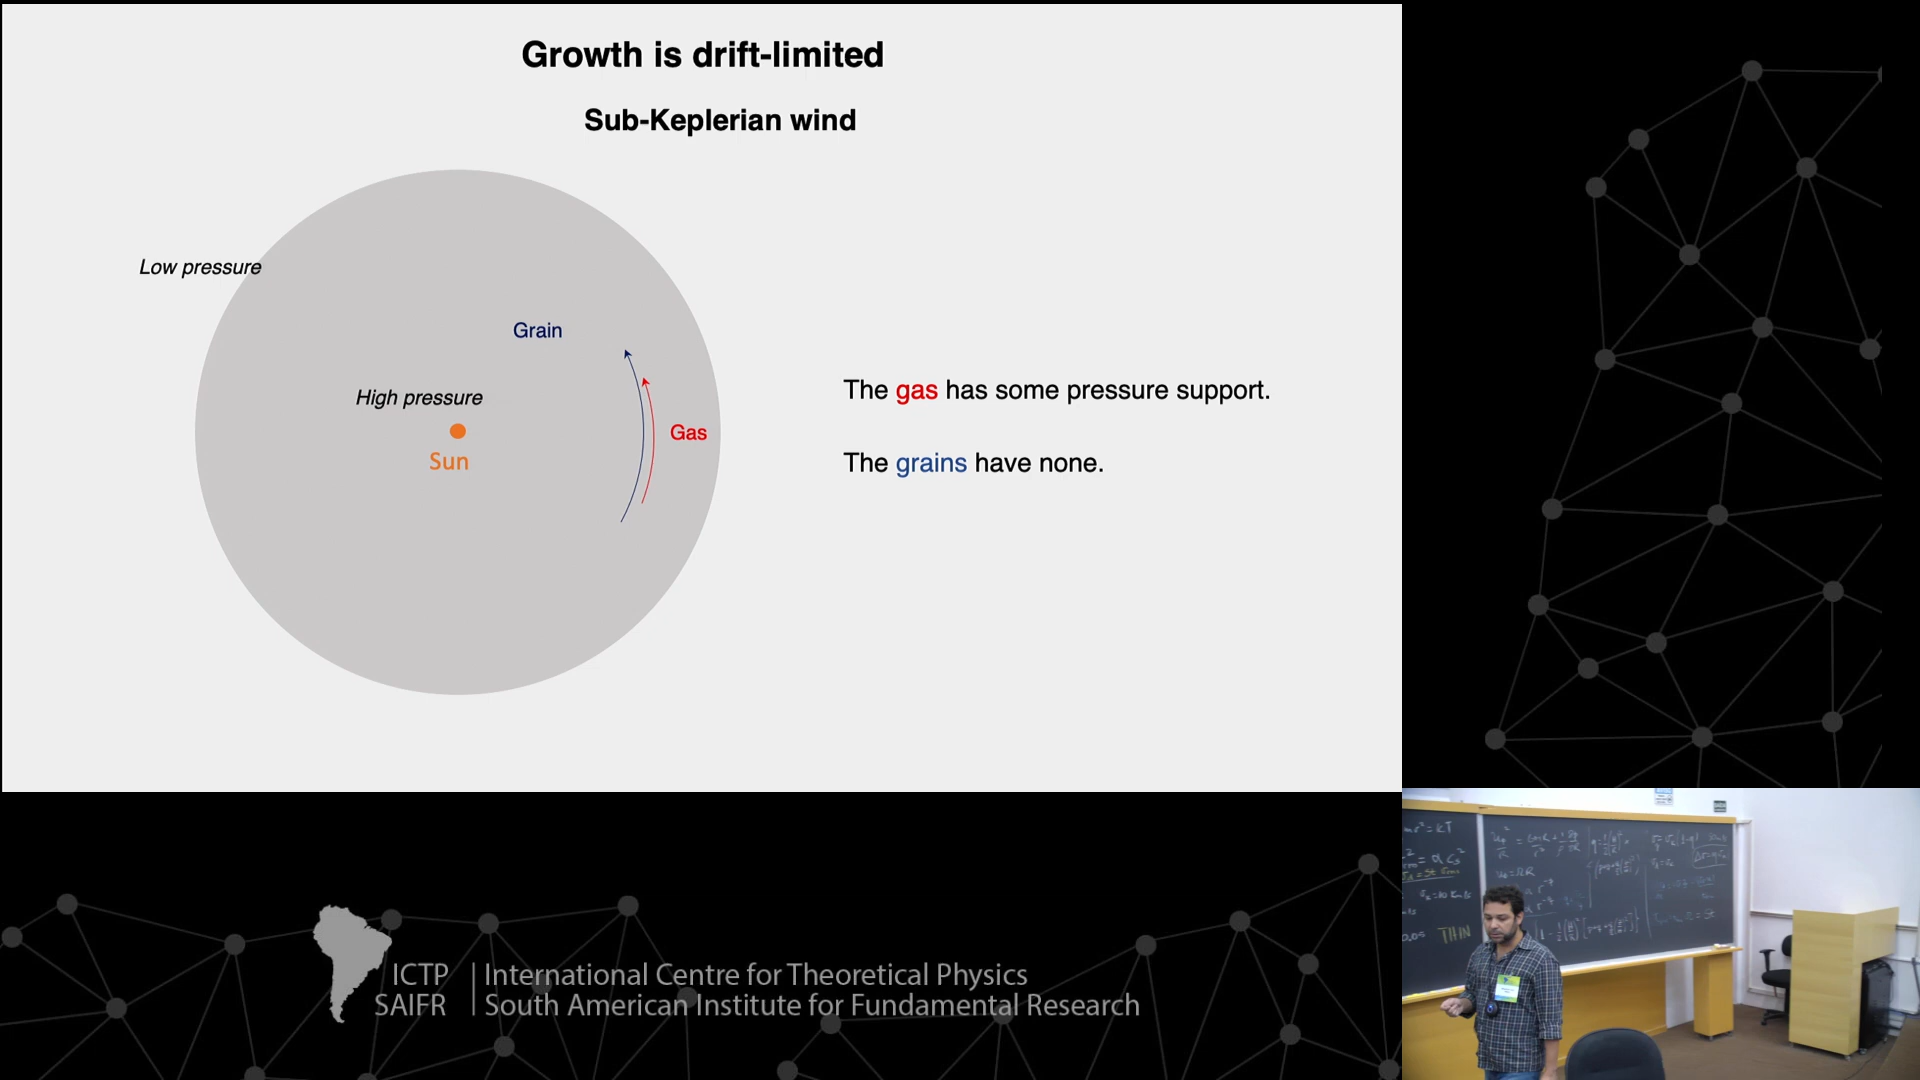 Growth is drift-limited
Sub-Keplerian wind
Low pressure
Grain
High pressure
Sun
Gas
The gas has some pressure support.
The grains have none.
ICTP
SAIFR
International Centre for Theoretical Physics
South American Institute for Fundamental Research
THIN